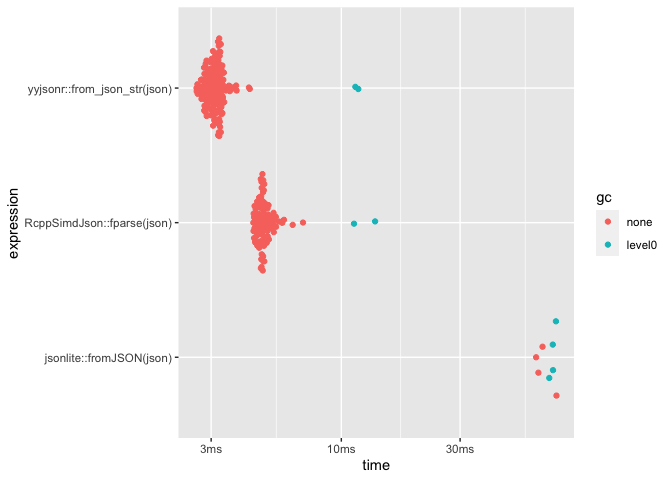 expression
yyjsonr::from_json_str(json)
RcppSimdJson::fparse(json)
jsonlite::fromJSON(json)
3ms 10ms 30ms
time
gc
none
level0